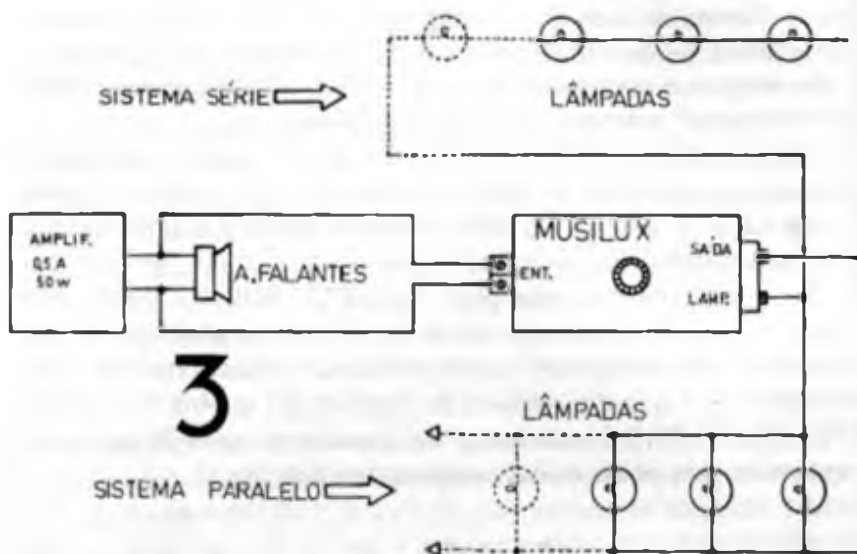 SISTEMA SÉRIE
LÂMPADAS
AMPLIF.
0,5 A
50 W
A. FALANTES
MUSILUX
ENT.
SAÍDA
LAMP.
3
LÂMPADAS
SISTEMA PARALELO